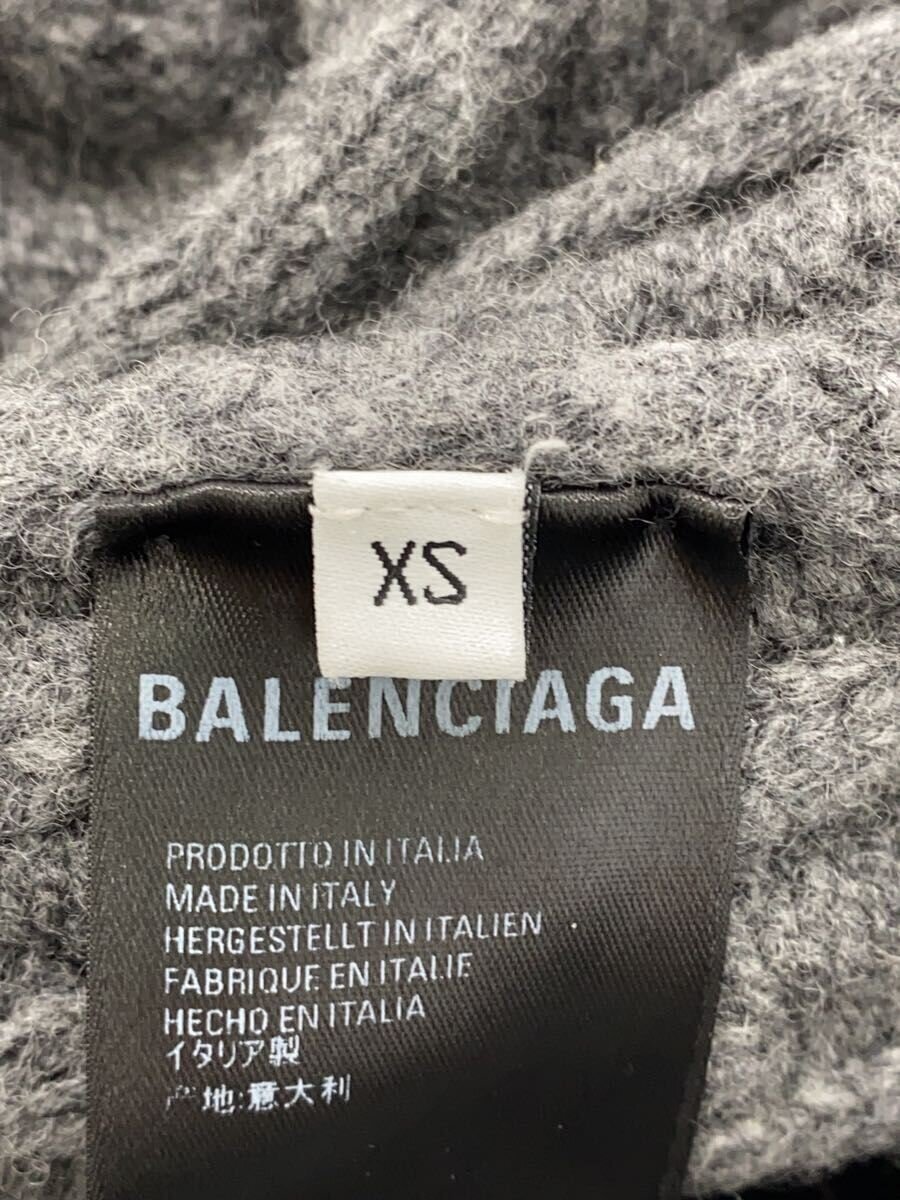 XS
BALENCIAGA
PRODOTTO IN ITALIA
MADE IN ITALY
HERGESTELLT IN ITALIEN
FABRIQUE EN ITALIE
HECHO EN ITALIA
イタリア製
产地:意大利